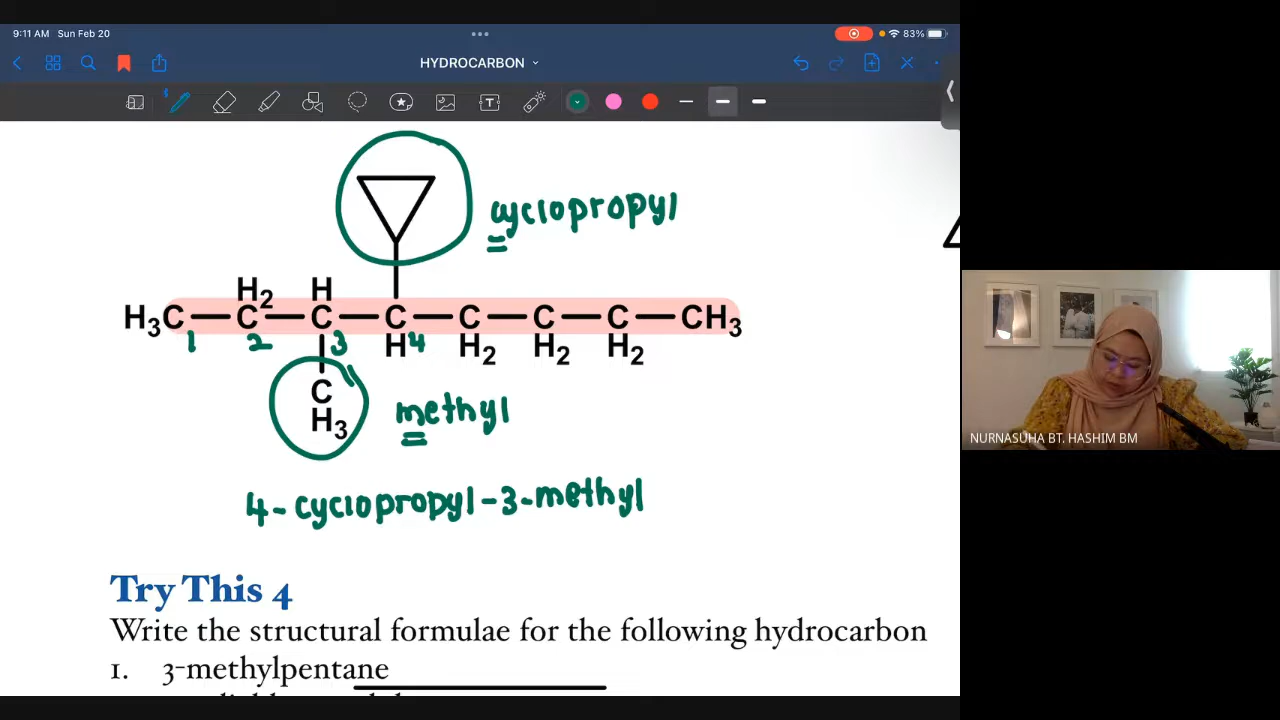 9:11 AM Sun Feb 20
83%
HYDROCARBON
T
cyclopropyl
H2 H
H3C C C C C C C CH3
1 2 3 H4 H2 H2 H2
C
H3
methyl
4-cyclopropyl-3-methyl
NURNASUHA BT. HASHIM BM
Try This 4
Write the structural formulae for the following hydrocarbon
1. 3-methylpentane